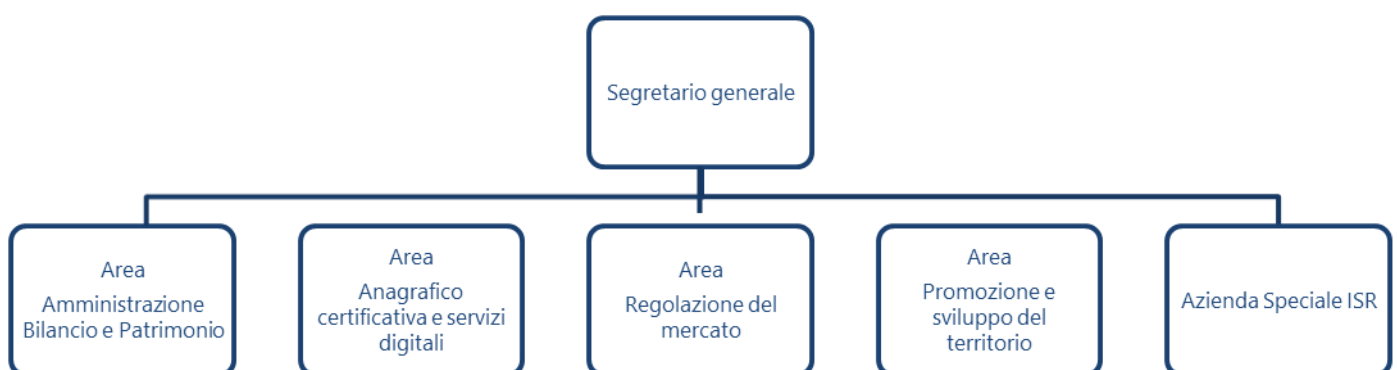 Segretario generale
Area
Amministrazione
Bilancio e Patrimonio
Area
Anagrafico
certificativa e servizi
digitali
Area
Regolazione del
mercato
Area
Promozione e
sviluppo del
territorio
Azienda Speciale ISR